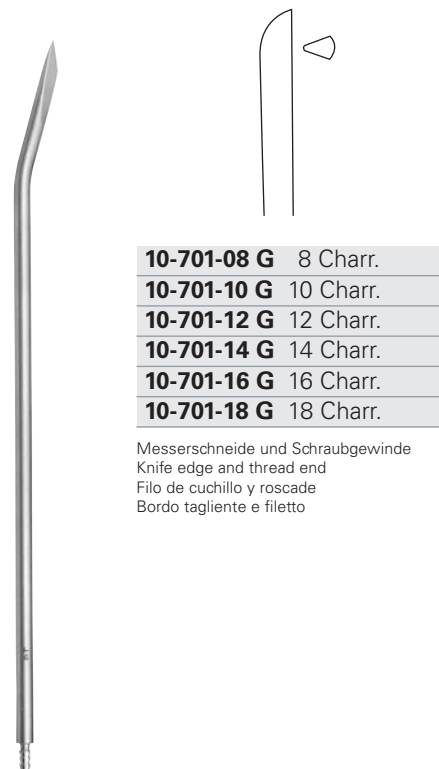 10-701-08 G 8 Charr.
10-701-10 G 10 Charr.
10-701-12 G 12 Charr.
10-701-14 G 14 Charr.
10-701-16 G 16 Charr.
10-701-18 G 18 Charr.
Messerschneide und Schraubgewinde
Knife edge and thread end
Filo de cuchillo y roscade
Bordo tagliente e filetto